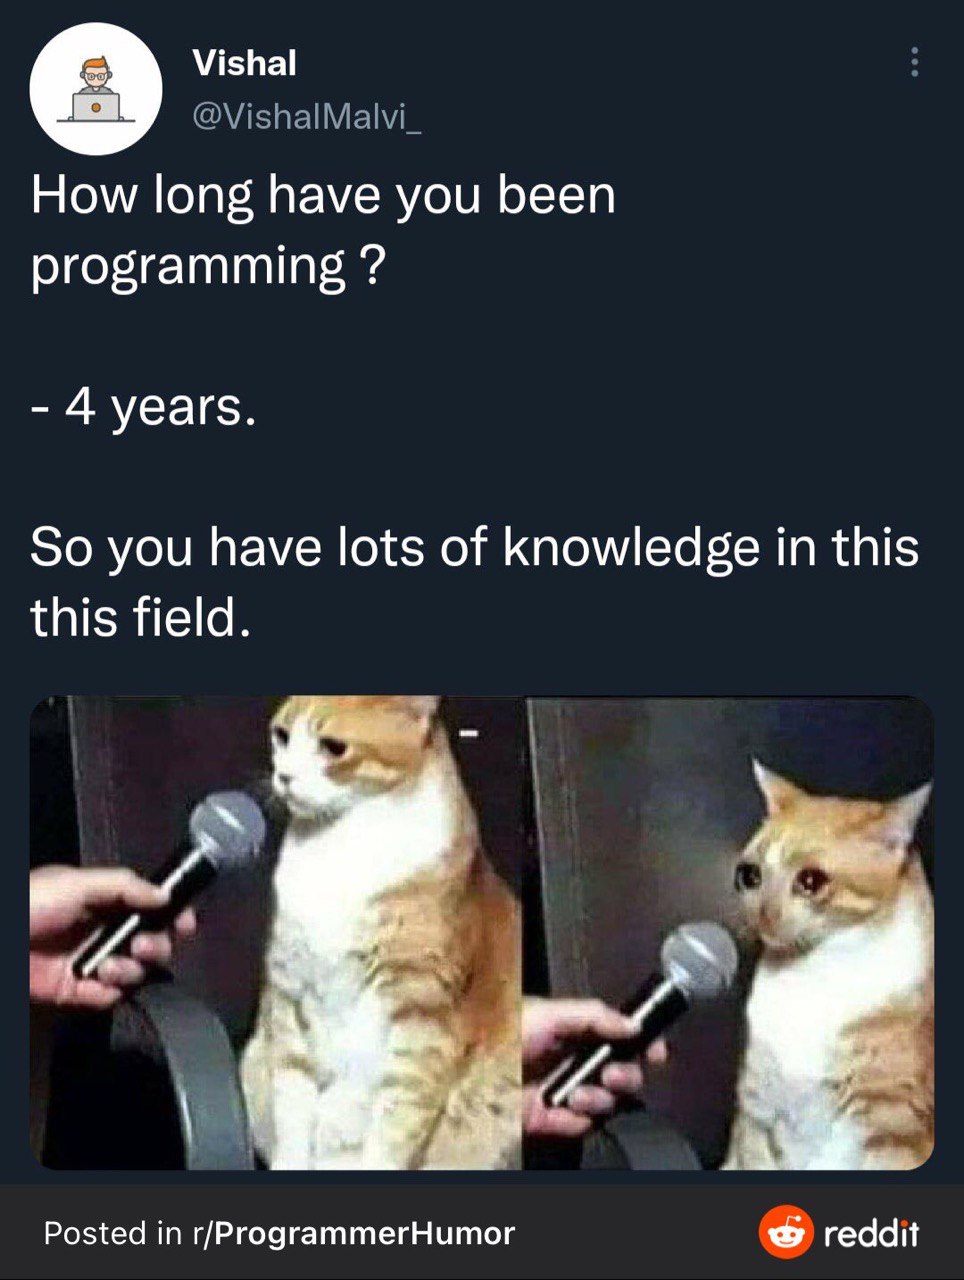 Vishal
@VishalMalvi_
How long have you been
programming ?
- 4 years.
So you have lots of knowledge in this
this field.
-
Posted in r/ProgrammerHumor
reddit